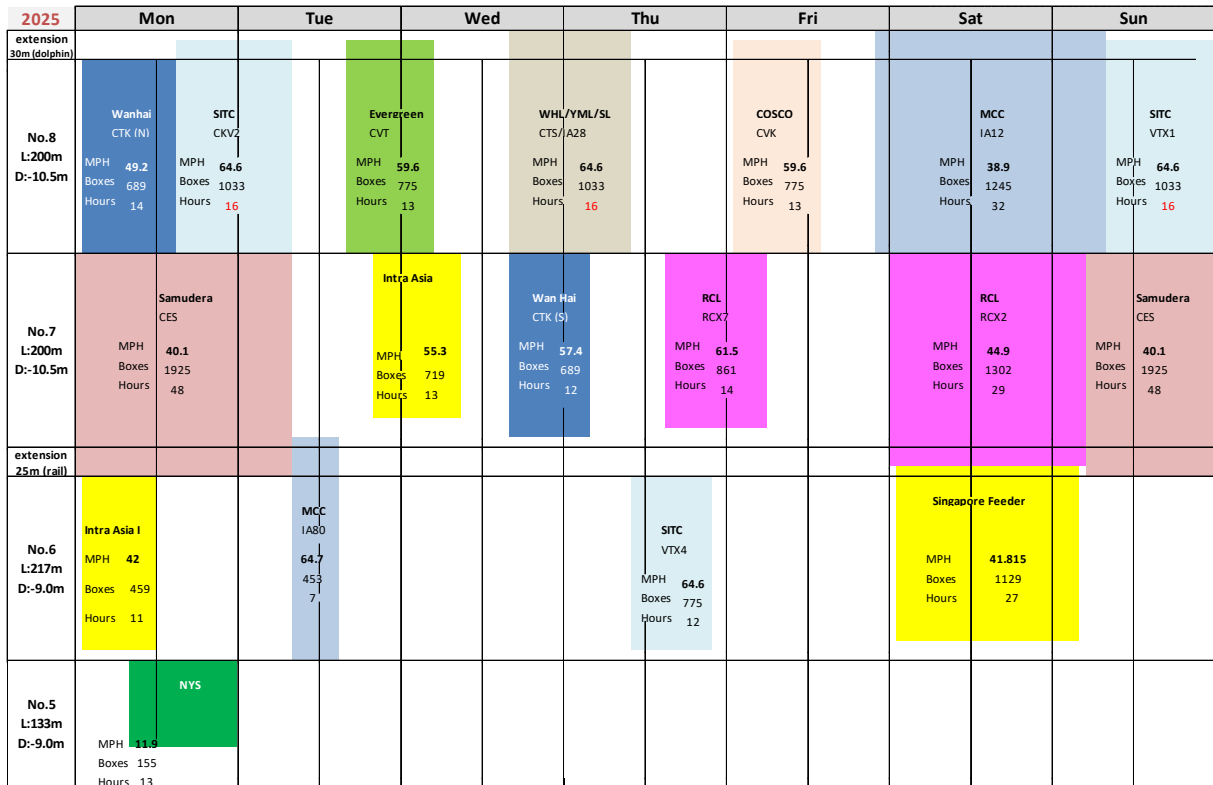 2025 Mon Tue Wed Thu Fri Sat Sun
extension
30m (dolphin)
No.8
L:200m
D:-10.5m
Wanhai
CTK (N)
MPH 49.2
Boxes 689
Hours 14
SITC
CKV2
MPH 64.6
Boxes 1033
Hours 16
Evergreen
CVT
MPH 59.6
Boxes 775
Hours 13
WHL/YML/SL
CTS/JA28
MPH 64.6
Boxes 1033
Hours 16
COSCO
CVK
MPH 59.6
Boxes 775
Hours 13
MCC
IA12
MPH 38.9
Boxes 1245
Hours 32
SITC
VTX1
MPH 64.6
Boxes 1033
Hours 16
No.7
L:200m
D:-10.5m
Samudera
CES
MPH 40.1
Boxes 1925
Hours 48
Intra Asia
MPH 55.3
Boxes 719
Hours 13
Wan Hai
CTK (S)
MPH 57.4
Boxes 689
Hours 12
RCL
RCX7
MPH 61.5
Boxes 861
Hours 14
RCL
RCX2
MPH 44.9
Boxes 1302
Hours 29
Samudera
CES
MPH 40.1
Boxes 1925
Hours 48
extension
25m (rail)
No.6
L:217m
D:-9.0m
Intra Asia I
MPH 42
Boxes 459
Hours 11
MCC
IA80
64.7
453
7
SITC
VTX4
MPH 64.6
Boxes 775
Hours 12
Singapore Feeder
MPH 41.815
Boxes 1129
Hours 27
No.5
L:133m
D:-9.0m
NYS
MPH 11.9
Boxes 155
Hours 13